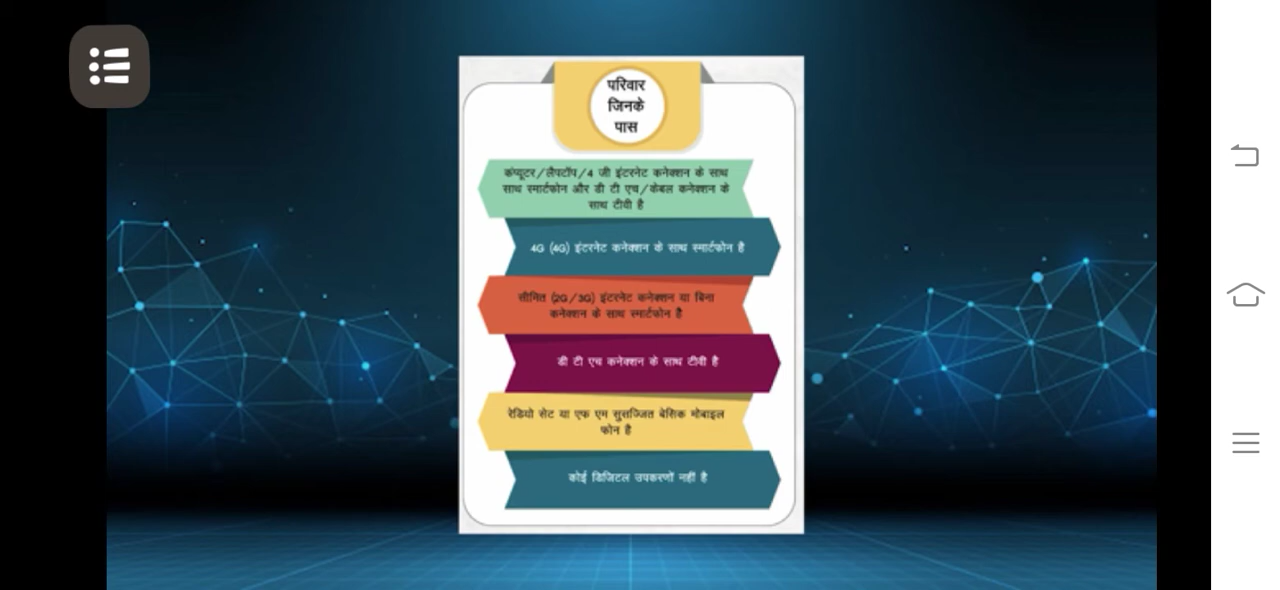 परिवार
जिनके
पास
कंप्यूटर/लैपटॉप/4 जी इंटरनेट कनेक्शन के साथ
साथ स्मार्टफोन और डी टी एच/केबल कनेक्शन के
साथ टीवी है
4G (4G) इंटरनेट कनेक्शन के साथ स्मार्टफोन है
सीमित (2G/3G) इंटरनेट कनेक्शन या बिना
कनेक्शन के साथ स्मार्टफोन है
डी टी एच कनेक्शन के साथ टीवी है
रेडियो सेट या एफ एम सुसज्जित बेसिक मोबाइल
फोन है
कोई डिजिटल उपकरणों नहीं है